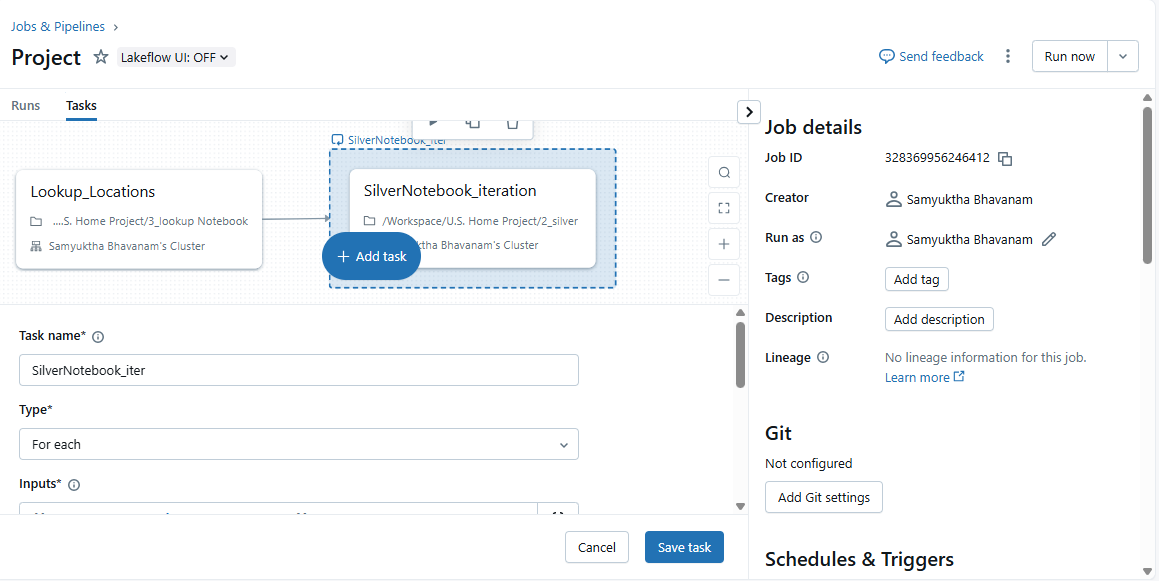 Jobs & Pipelines
Project
Lakeflow UI: OFF
Send feedback
Run now
Runs
Tasks
SilverNotebook_iter
Lookup_Locations
....S. Home Project/3_lookup Notebook
Samyuktha Bhavanam's Cluster
SilverNotebook_iteration
/Workspace/U.S. Home Project/2_silver
Bhavanam's Cluster
Add task
Task name*
SilverNotebook_iter
Type*
For each
Inputs*
Cancel
Save task
Job details
Job ID
328369956246412
Creator
Samyuktha Bhavanam
Run as
Samyuktha Bhavanam
Tags
Add tag
Description
Add description
Lineage
No lineage information for this job.
Learn more
Git
Not configured
Add Git settings
Schedules & Triggers